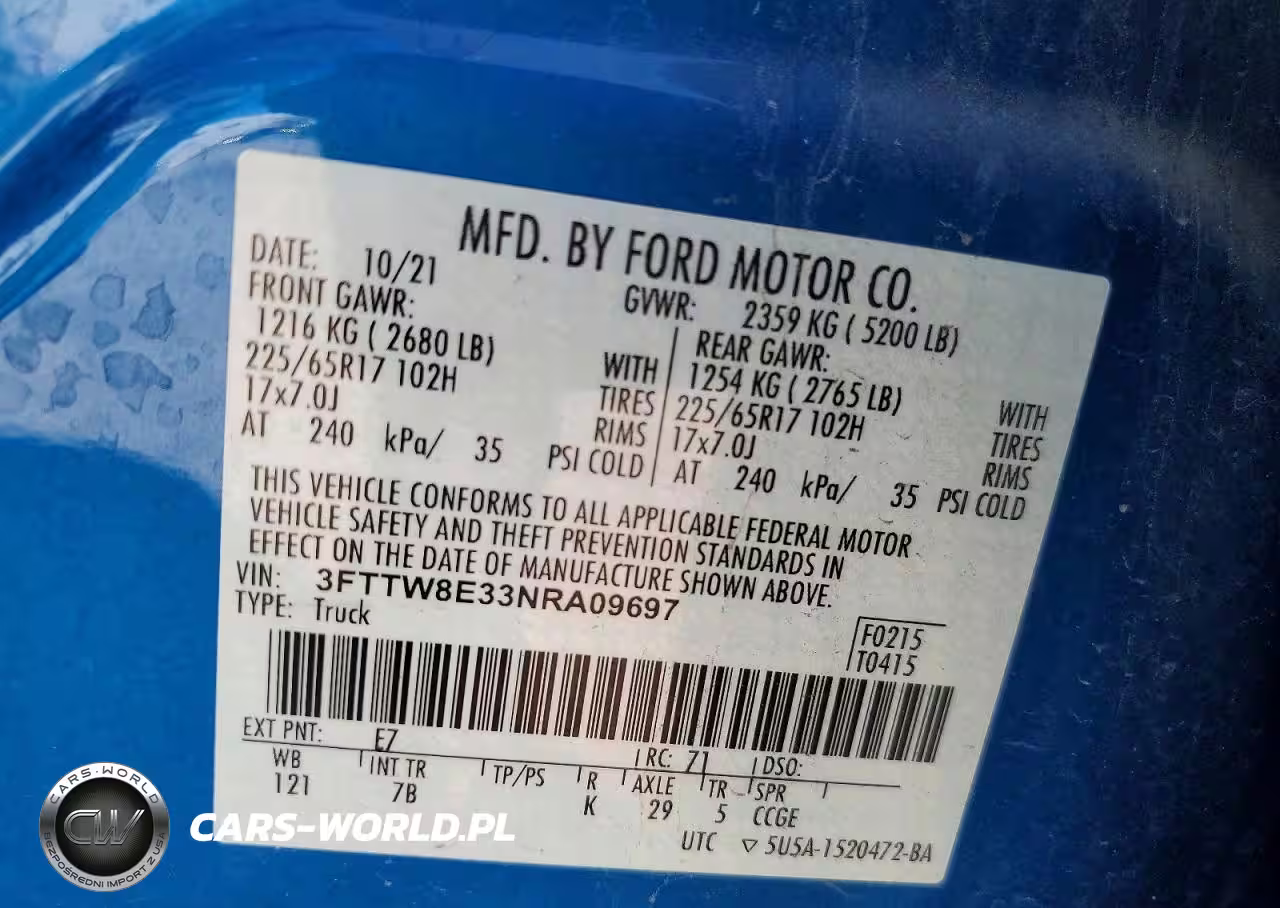 MFD. BY FORD MOTOR CO.
DATE: 10/21 GVWR: 2359 KG ( 5200 LB)
FRONT GAWR: REAR GAWR:
1216 KG ( 2680 LB) WITH 1254 KG ( 2765 LB) WITH
225/65R17 102H TIRES 225/65R17 102H TIRES
17x7.0J RIMS 17x7.0J RIMS
AT 240 kPa/ 35 PSI COLD AT 240 kPa/ 35 PSI COLD
THIS VEHICLE CONFORMS TO ALL APPLICABLE FEDERAL MOTOR
VEHICLE SAFETY AND THEFT PREVENTION STANDARDS IN
EFFECT ON THE DATE OF MANUFACTURE SHOWN ABOVE.
VIN: 3FTTW8E33NRA09697
TYPE: Truck
F0215
T0415
EXT PNT: E7 RC: 71 DSO:
WB INT TR TP/PS R AXLE TR SPR
121 7B K 29 5 CCGE
UTC ▽ 5U5A-1520472-BA
CARS-WORLD
CW
BEZPOŚREDNI IMPORT Z USA
CARS-WORLD.PL